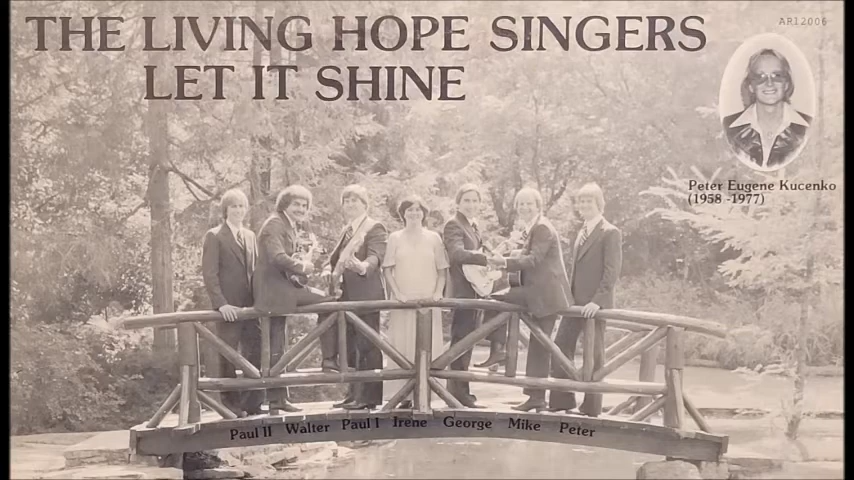 THE LIVING HOPE SINGERS
LET IT SHINE
AR12006
Peter Eugene Kucenko
(1958 -1977)
Paul II Walter Paul I Irene George Mike Peter